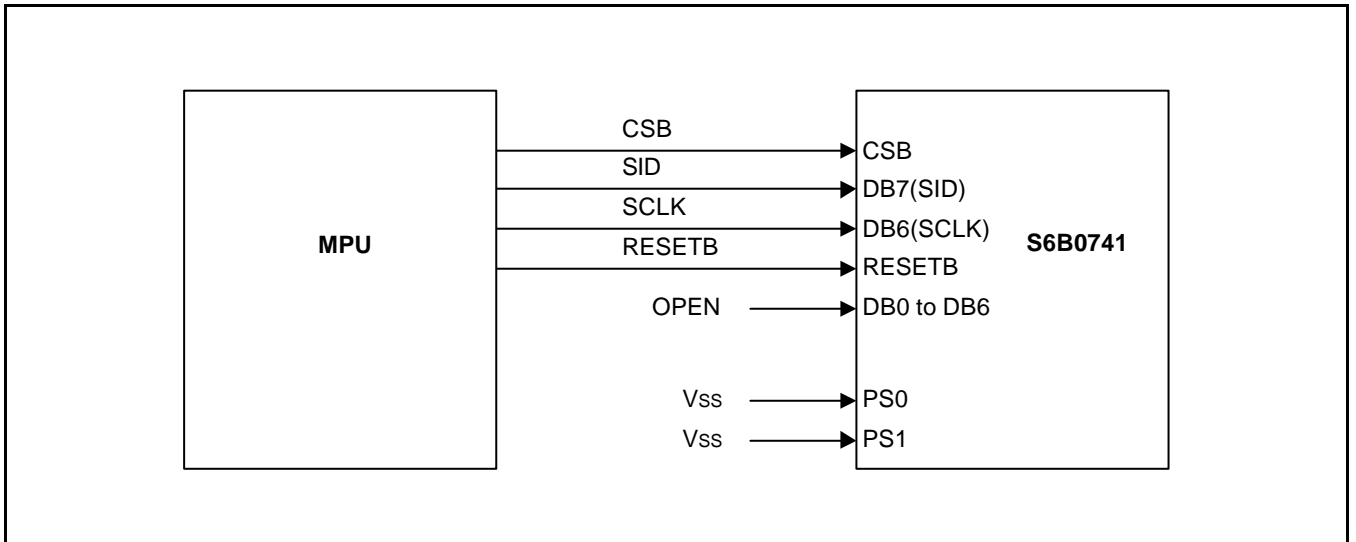 CSB
SID
SCLK
RESETB
MPU
OPEN
Vss
Vss
CSB
DB7(SID)
DB6(SCLK)
RESETB
DB0 to DB6
PS0
PS1
S6B0741